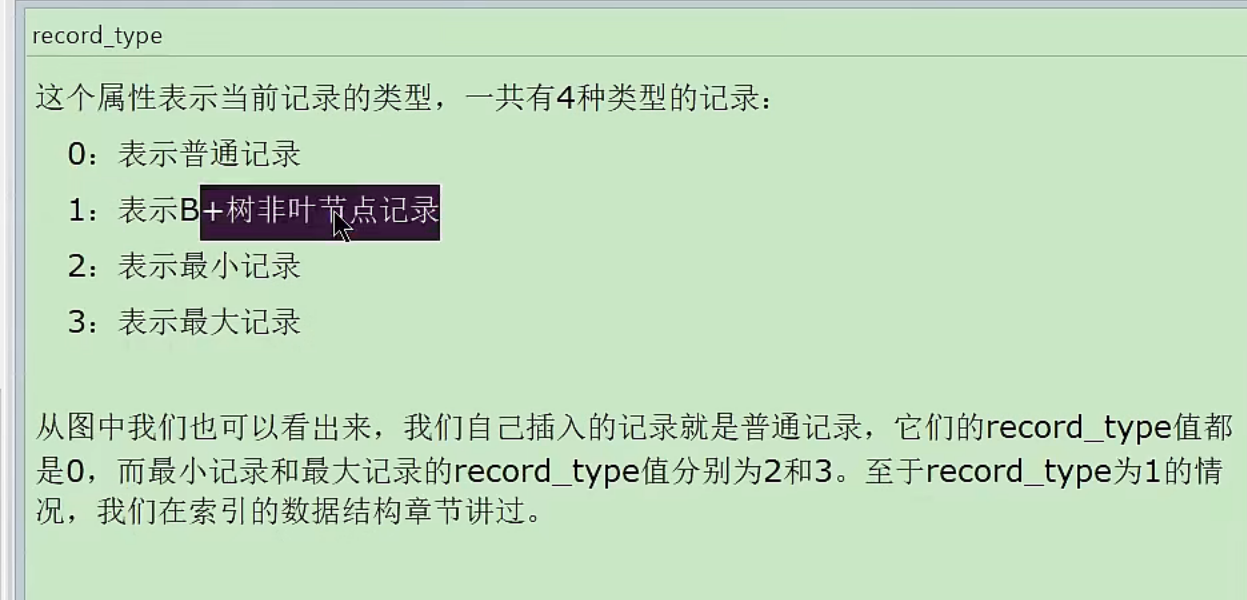 record_type
这个属性表示当前记录的类型，一共有4种类型的记录：
0：表示普通记录
1：表示B+树非叶节点记录
2：表示最小记录
3：表示最大记录
从图中我们也可以看出来，我们自己插入的记录就是普通记录，它们的record_type值都
是0，而最小记录和最大记录的record_type值分别为2和3。至于record_type为1的情
况，我们在索引的数据结构章节讲过。